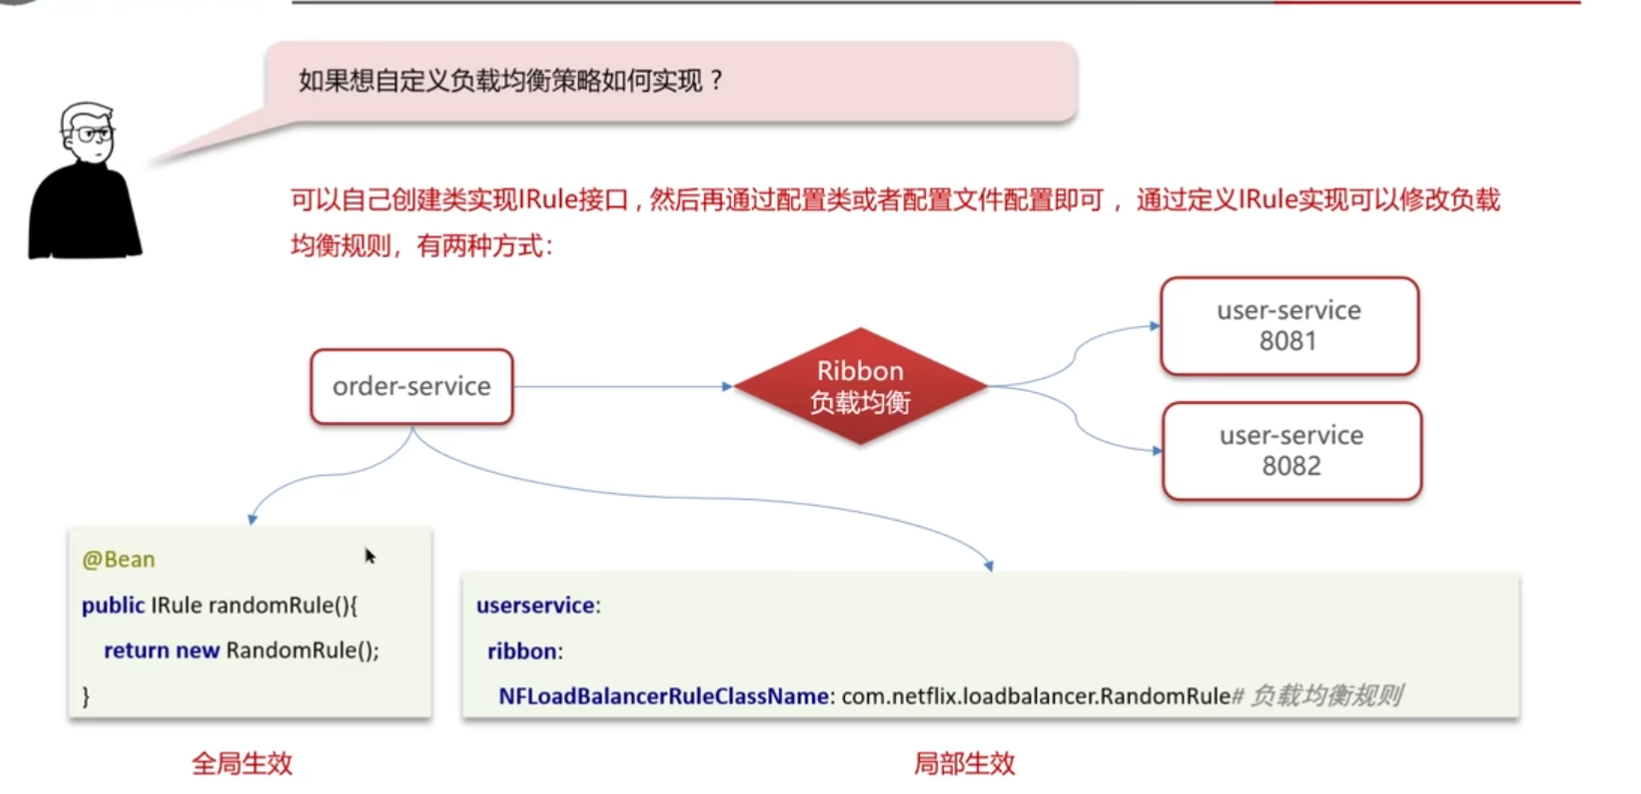 如果想自定义负载均衡策略如何实现？
可以自己创建类实现IRule接口 , 然后再通过配置类或者配置文件配置即可 ，通过定义IRule实现可以修改负载
均衡规则，有两种方式：
order-service
Ribbon
负载均衡
user-service
8081
user-service
8082
@Bean
public IRule randomRule(){
return new RandomRule();
}
userservice:
ribbon:
NFLoadBalancerRuleClassName: com.netflix.loadbalancer.RandomRule# 负载均衡规则
全局生效
局部生效